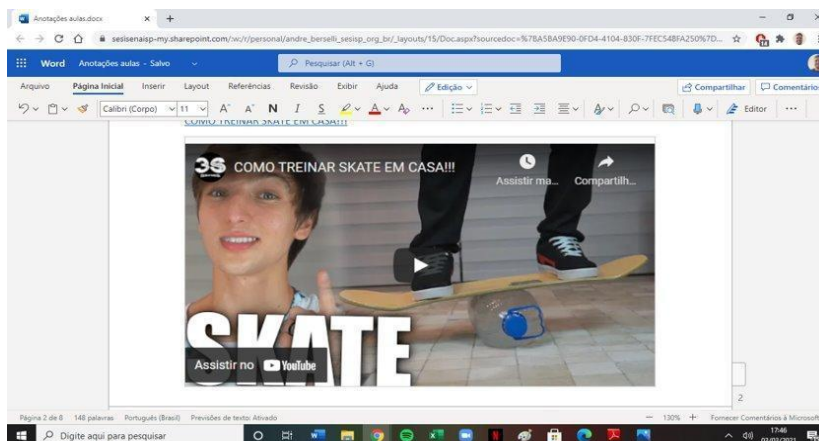 Anotações aulas.docx
sesisenaisp-my.sharepoint.com/:w:/r/personal/andre_berselli_sesisp_org_br/_layouts/15/Doc.aspx?sourcedoc=%7BA5BA9E90-0FD4-4104-830F-7FEC54BFA250%7D...
Word Anotações aulas - Salvo Pesquisar (Alt + G)
Arquivo Página Inicial Inserir Layout Referências Revisão Exibir Ajuda Edição Compartilhar Comentários
Calibri (Corpo) 11 A A N I S A A Editor ...
COMO TREINAR SKATE EM CASA!!!
3S COMO TREINAR SKATE EM CASA!!!
Assistir ma... Compartilh...
SKATE
Assistir no YouTube
2
Página 2 de 8 148 palavras Português (Brasil) Previsões de texto: Ativado 130% Fornecer Comentários à Microsoft
Digite aqui para pesquisar 17:46
03/03/2021